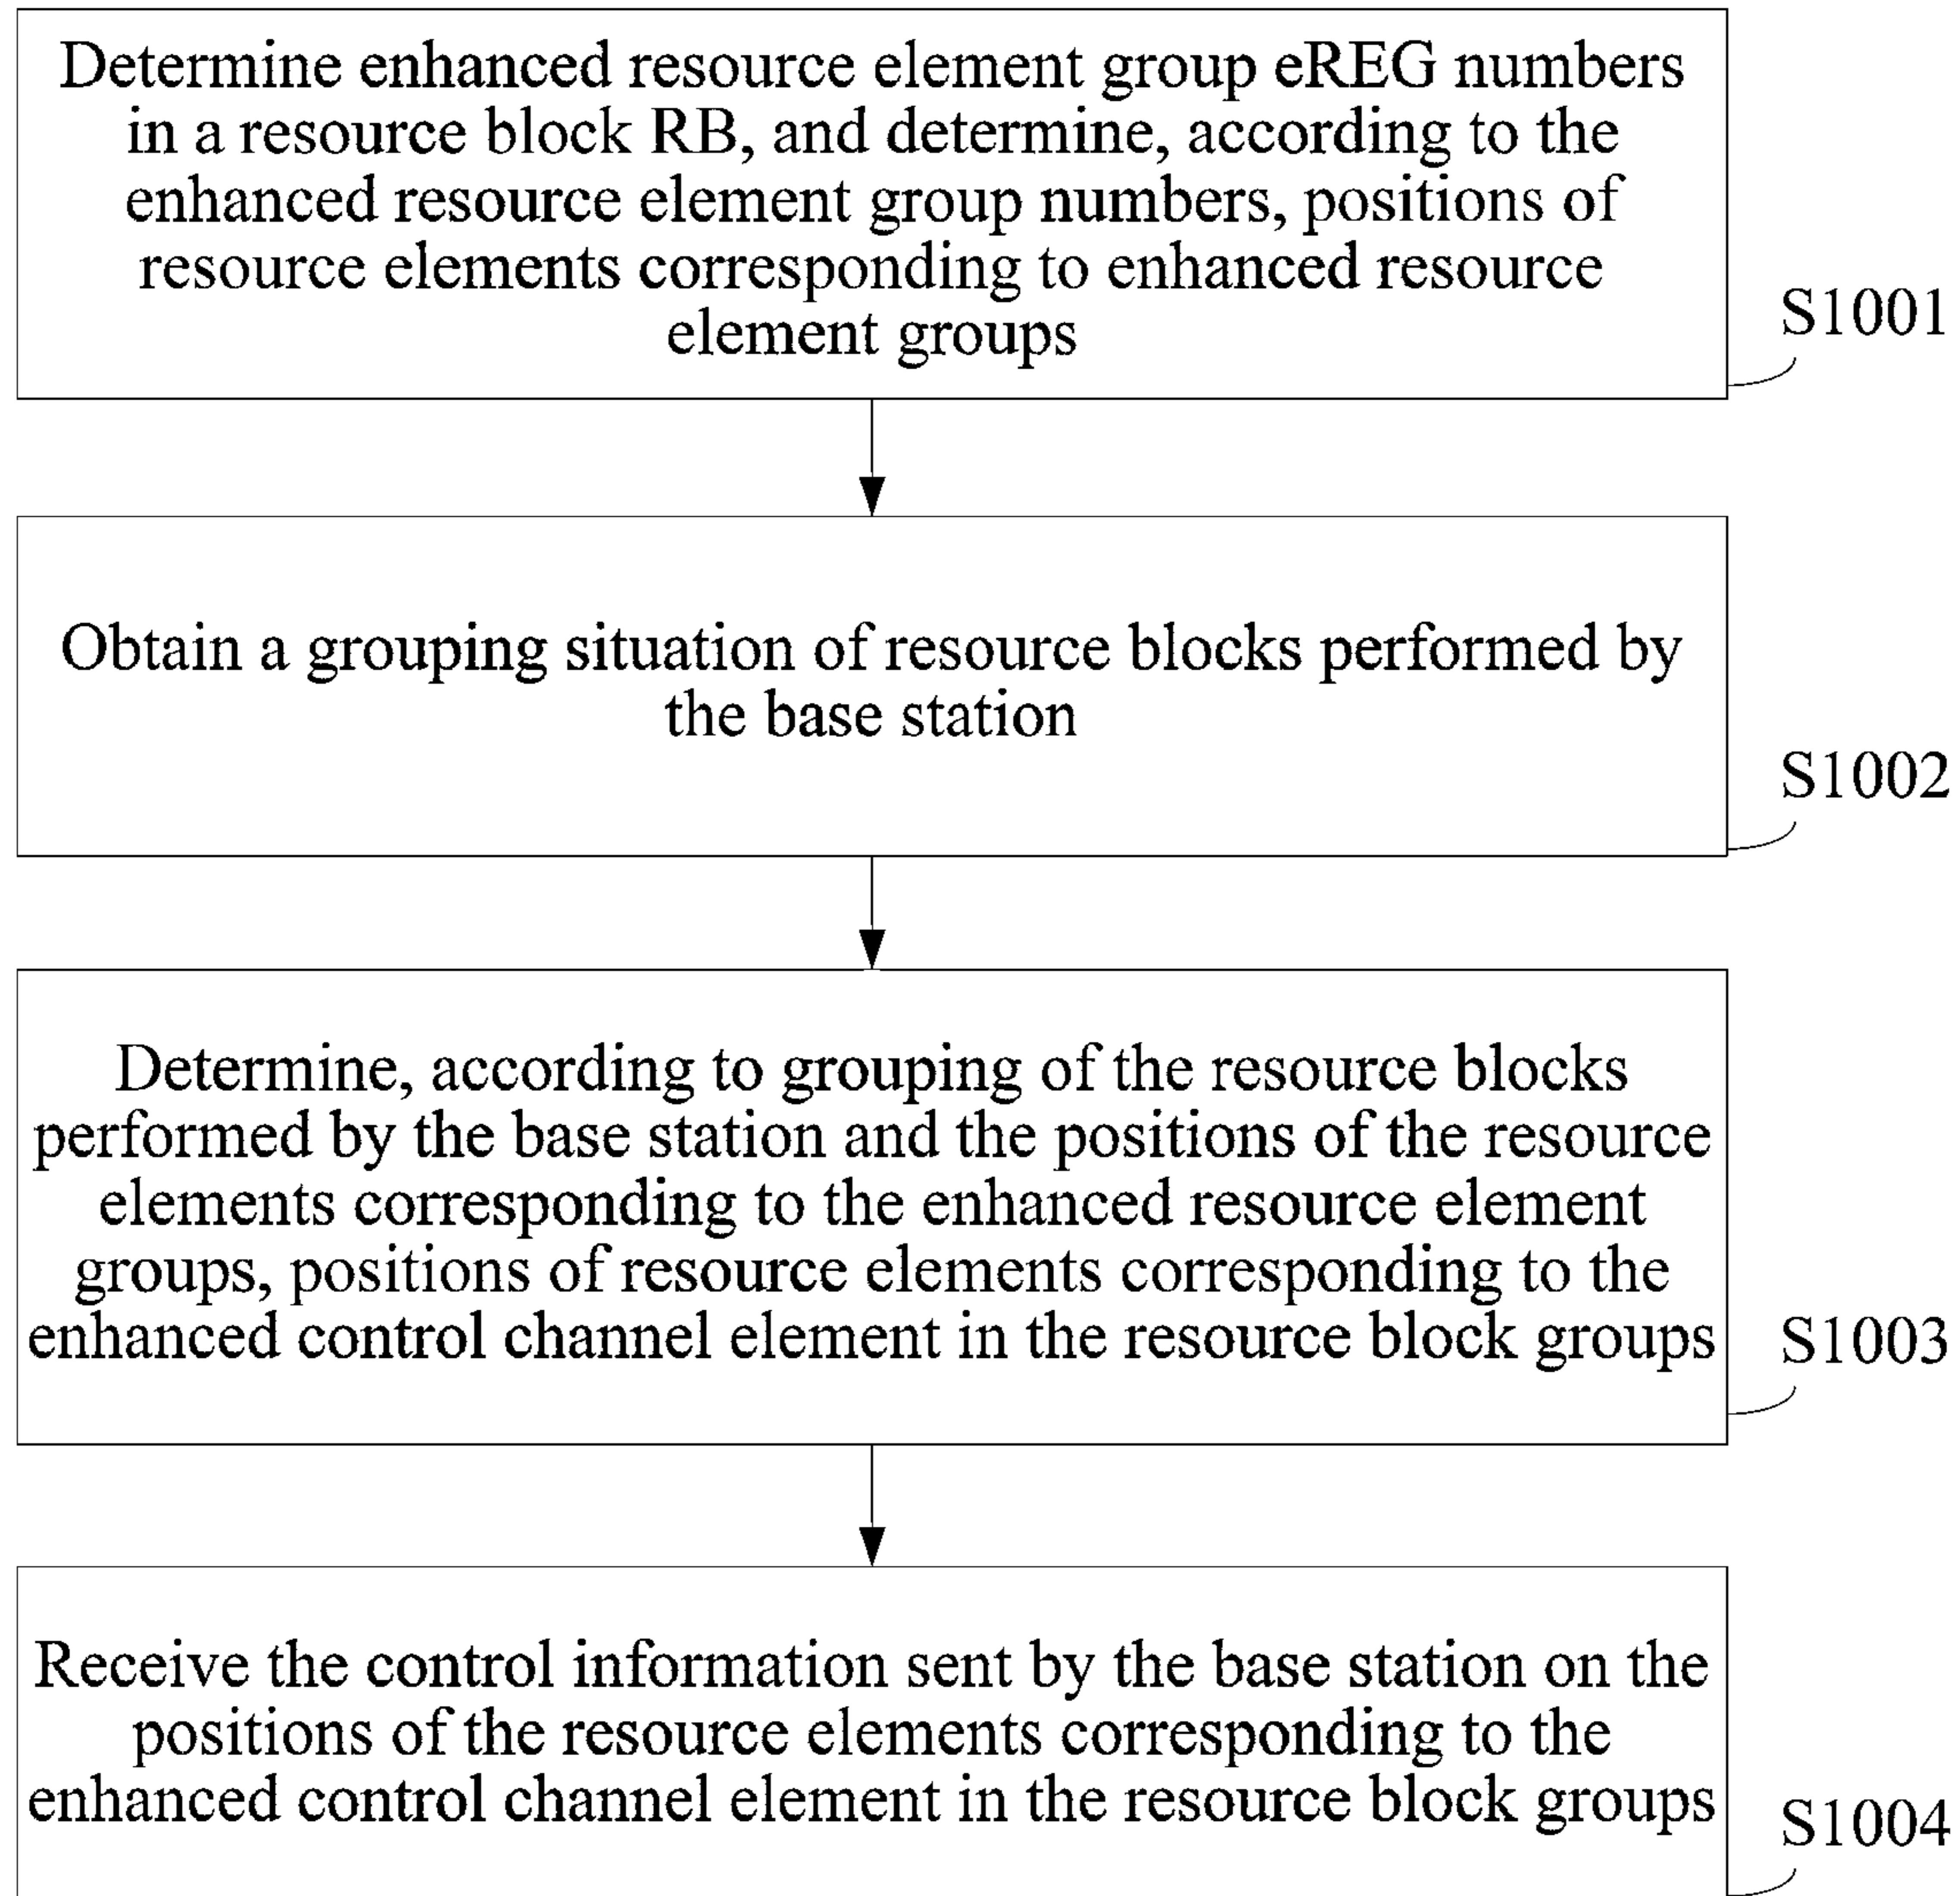 Determine enhanced resource element group eREG numbers
in a resource block RB, and determine, according to the
enhanced resource element group numbers, positions of
resource elements corresponding to enhanced resource
element groups
S1001
Obtain a grouping situation of resource blocks performed by
the base station
S1002
Determine, according to grouping of the resource blocks
performed by the base station and the positions of the resource
elements corresponding to the enhanced resource element
groups, positions of resource elements corresponding to the
enhanced control channel element in the resource block groups
S1003
Receive the control information sent by the base station on the
positions of the resource elements corresponding to the
enhanced control channel element in the resource block groups
S1004